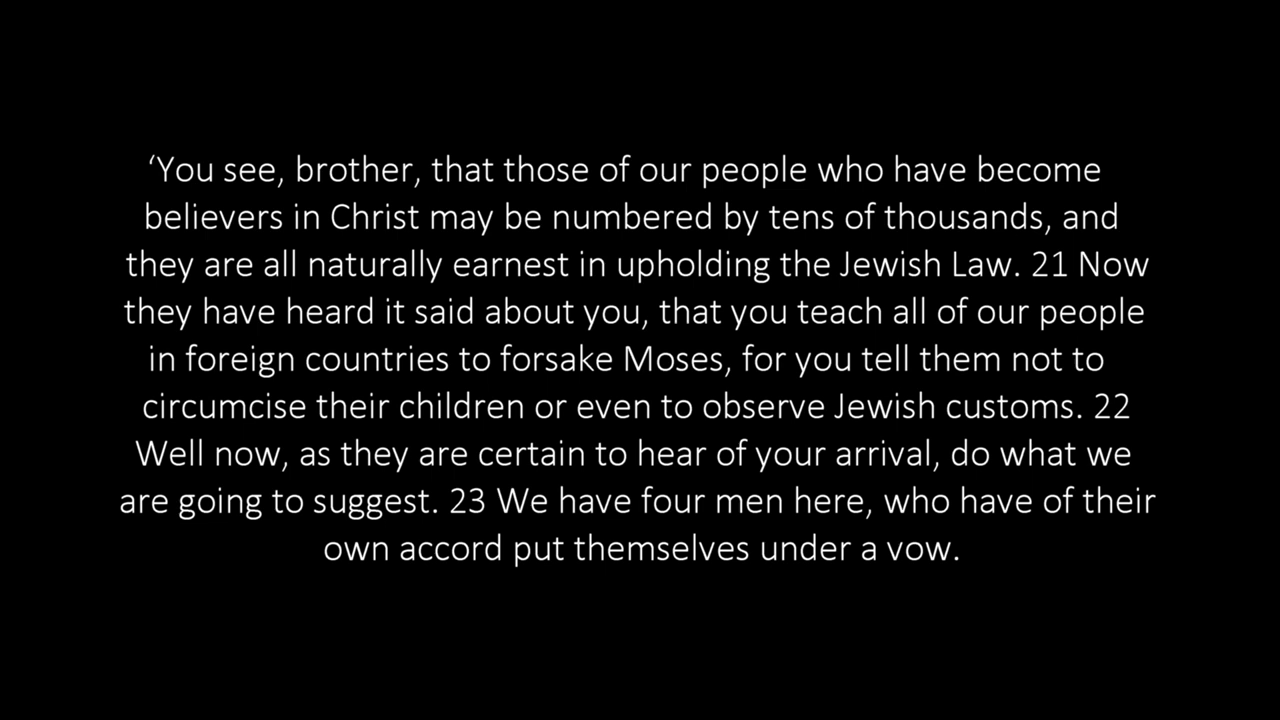 ‘You see, brother, that those of our people who have become
believers in Christ may be numbered by tens of thousands, and
they are all naturally earnest in upholding the Jewish Law. 21 Now
they have heard it said about you, that you teach all of our people
in foreign countries to forsake Moses, for you tell them not to
circumcise their children or even to observe Jewish customs. 22
Well now, as they are certain to hear of your arrival, do what we
are going to suggest. 23 We have four men here, who have of their
own accord put themselves under a vow.